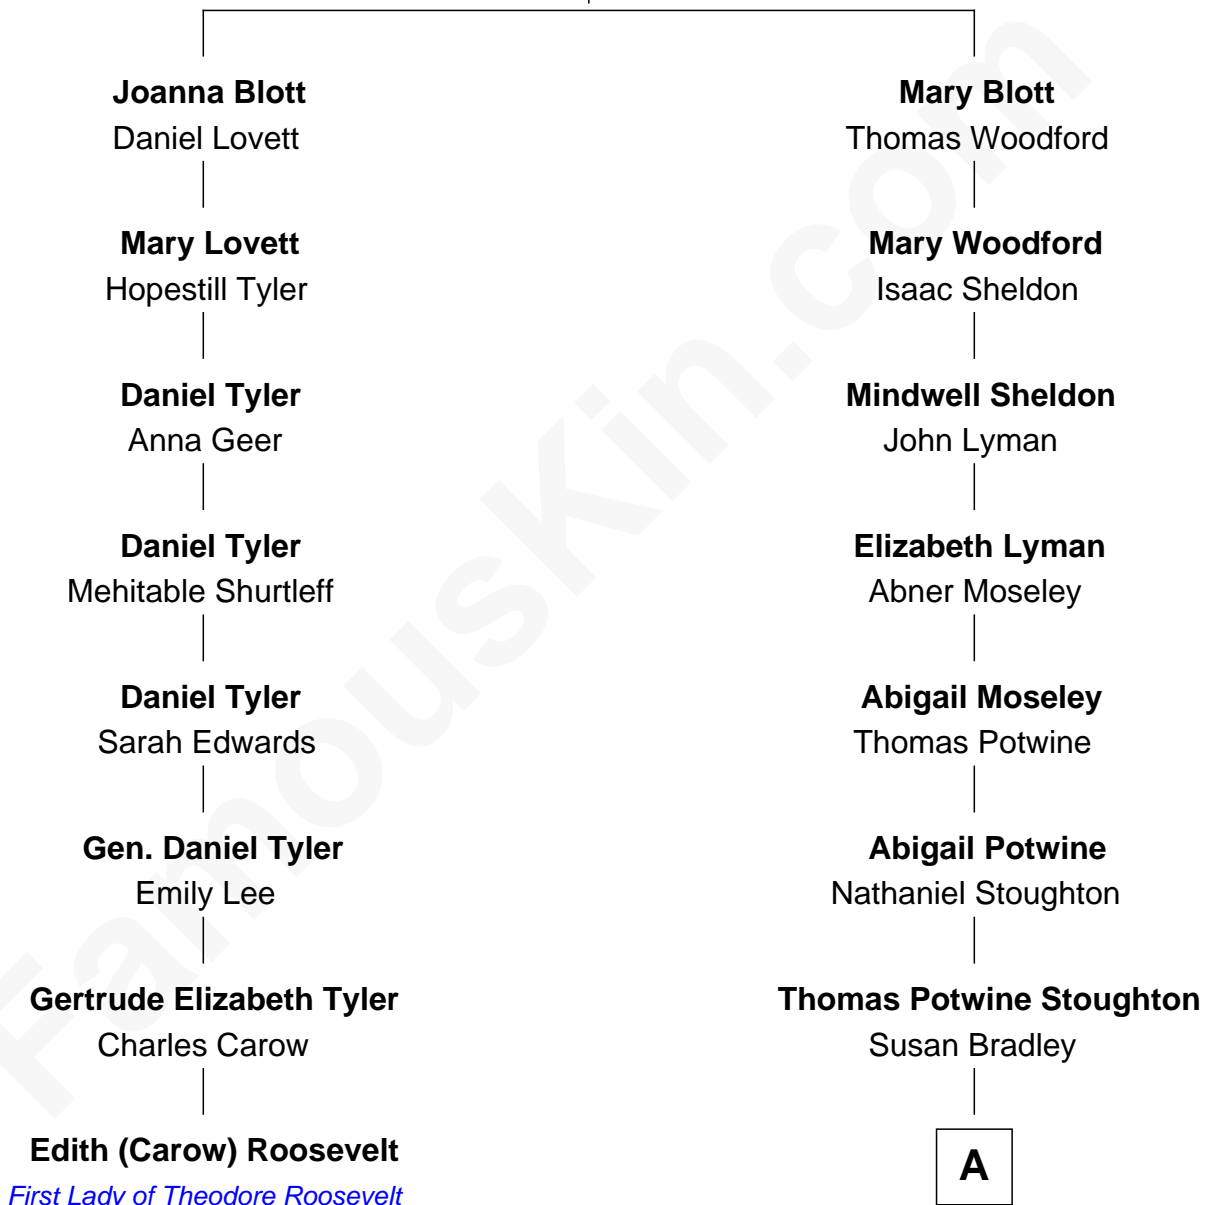 Joanna Blott
Daniel Lovett
Mary Lovett
Hopestill Tyler
Daniel Tyler
Anna Geer
Daniel Tyler
Mehitable Shurtleff
Daniel Tyler
Sarah Edwards
Gen. Daniel Tyler
Emily Lee
Gertrude Elizabeth Tyler
Charles Carow
Edith (Carow) Roosevelt
First Lady of Theodore Roosevelt
Mary Blott
Thomas Woodford
Mary Woodford
Isaac Sheldon
Mindwell Sheldon
John Lyman
Elizabeth Lyman
Abner Moseley
Abigail Moseley
Thomas Potwine
Abigail Potwine
Nathaniel Stoughton
Thomas Potwine Stoughton
Susan Bradley
A
FamousKin.com